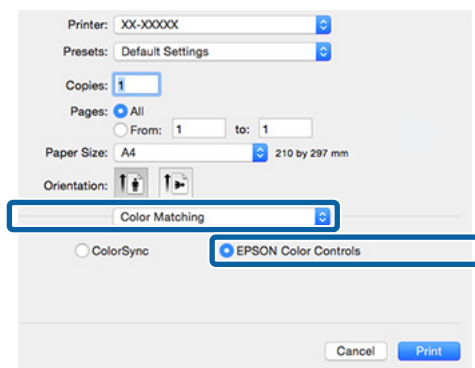 Printer: XX-XXXXX
Presets: Default Settings
Copies: 1
Pages: All
From: 1 to: 1
Paper Size: A4 210 by 297 mm
Orientation:
Color Matching
ColorSync EPSON Color Controls
Cancel Print